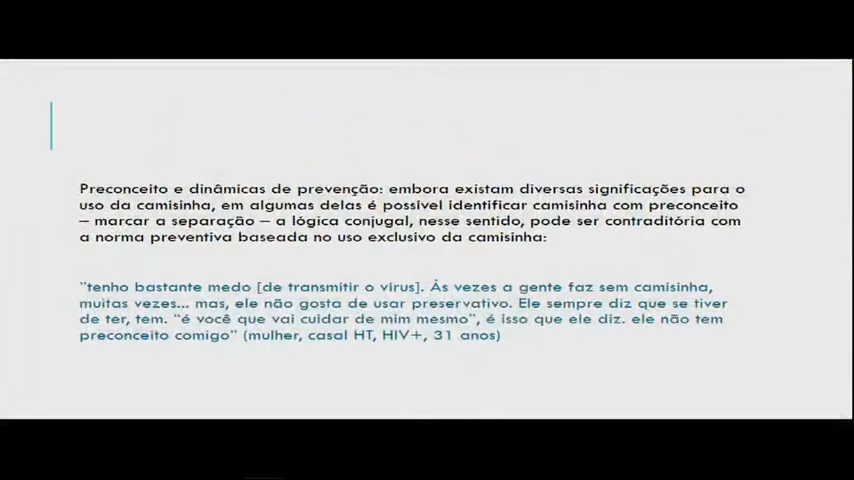 Preconceito e dinâmicas de prevenção: embora existam diversas significações para o
uso da camisinha, em algumas delas é possível identificar camisinha com preconceito
– marcar a separação – a lógica conjugal, nesse sentido, pode ser contraditória com
a norma preventiva baseada no uso exclusivo da camisinha:
"tenho bastante medo [de transmitir o vírus]. Às vezes a gente faz sem camisinha,
muitas vezes... mas, ele não gosta de usar preservativo. Ele sempre diz que se tiver
de ter, tem. "é você que vai cuidar de mim mesmo", é isso que ele diz. ele não tem
preconceito comigo" (mulher, casal HT, HIV+, 31 anos)